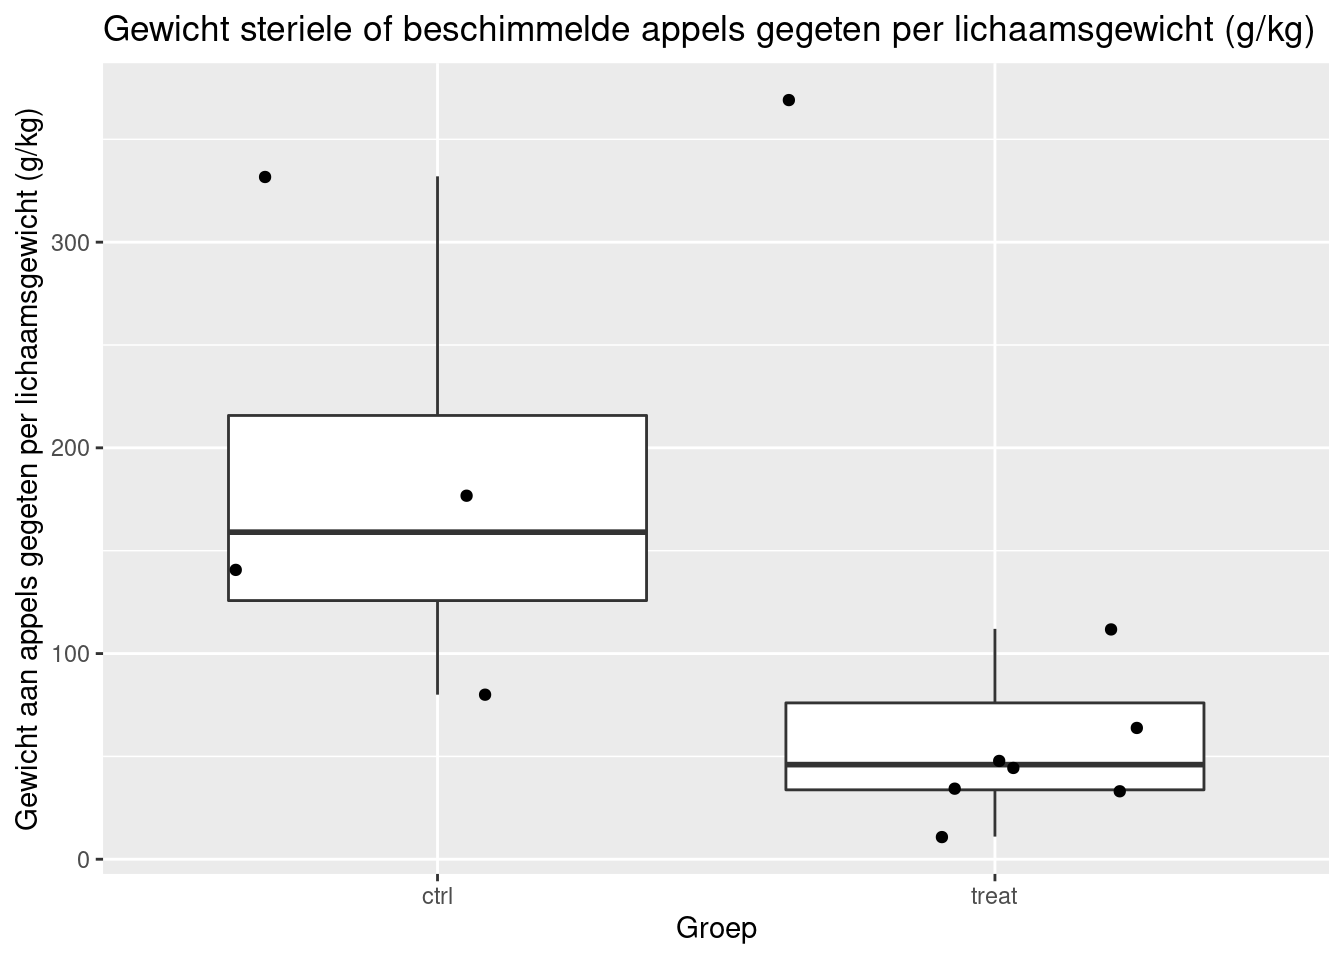 Gewicht steriele of beschimmelde appels gegeten per lichaamsgewicht (g/kg)
Gewicht aan appels gegeten per lichaamsgewicht (g/kg)
300
200
100
0
ctrl
treat
Groep